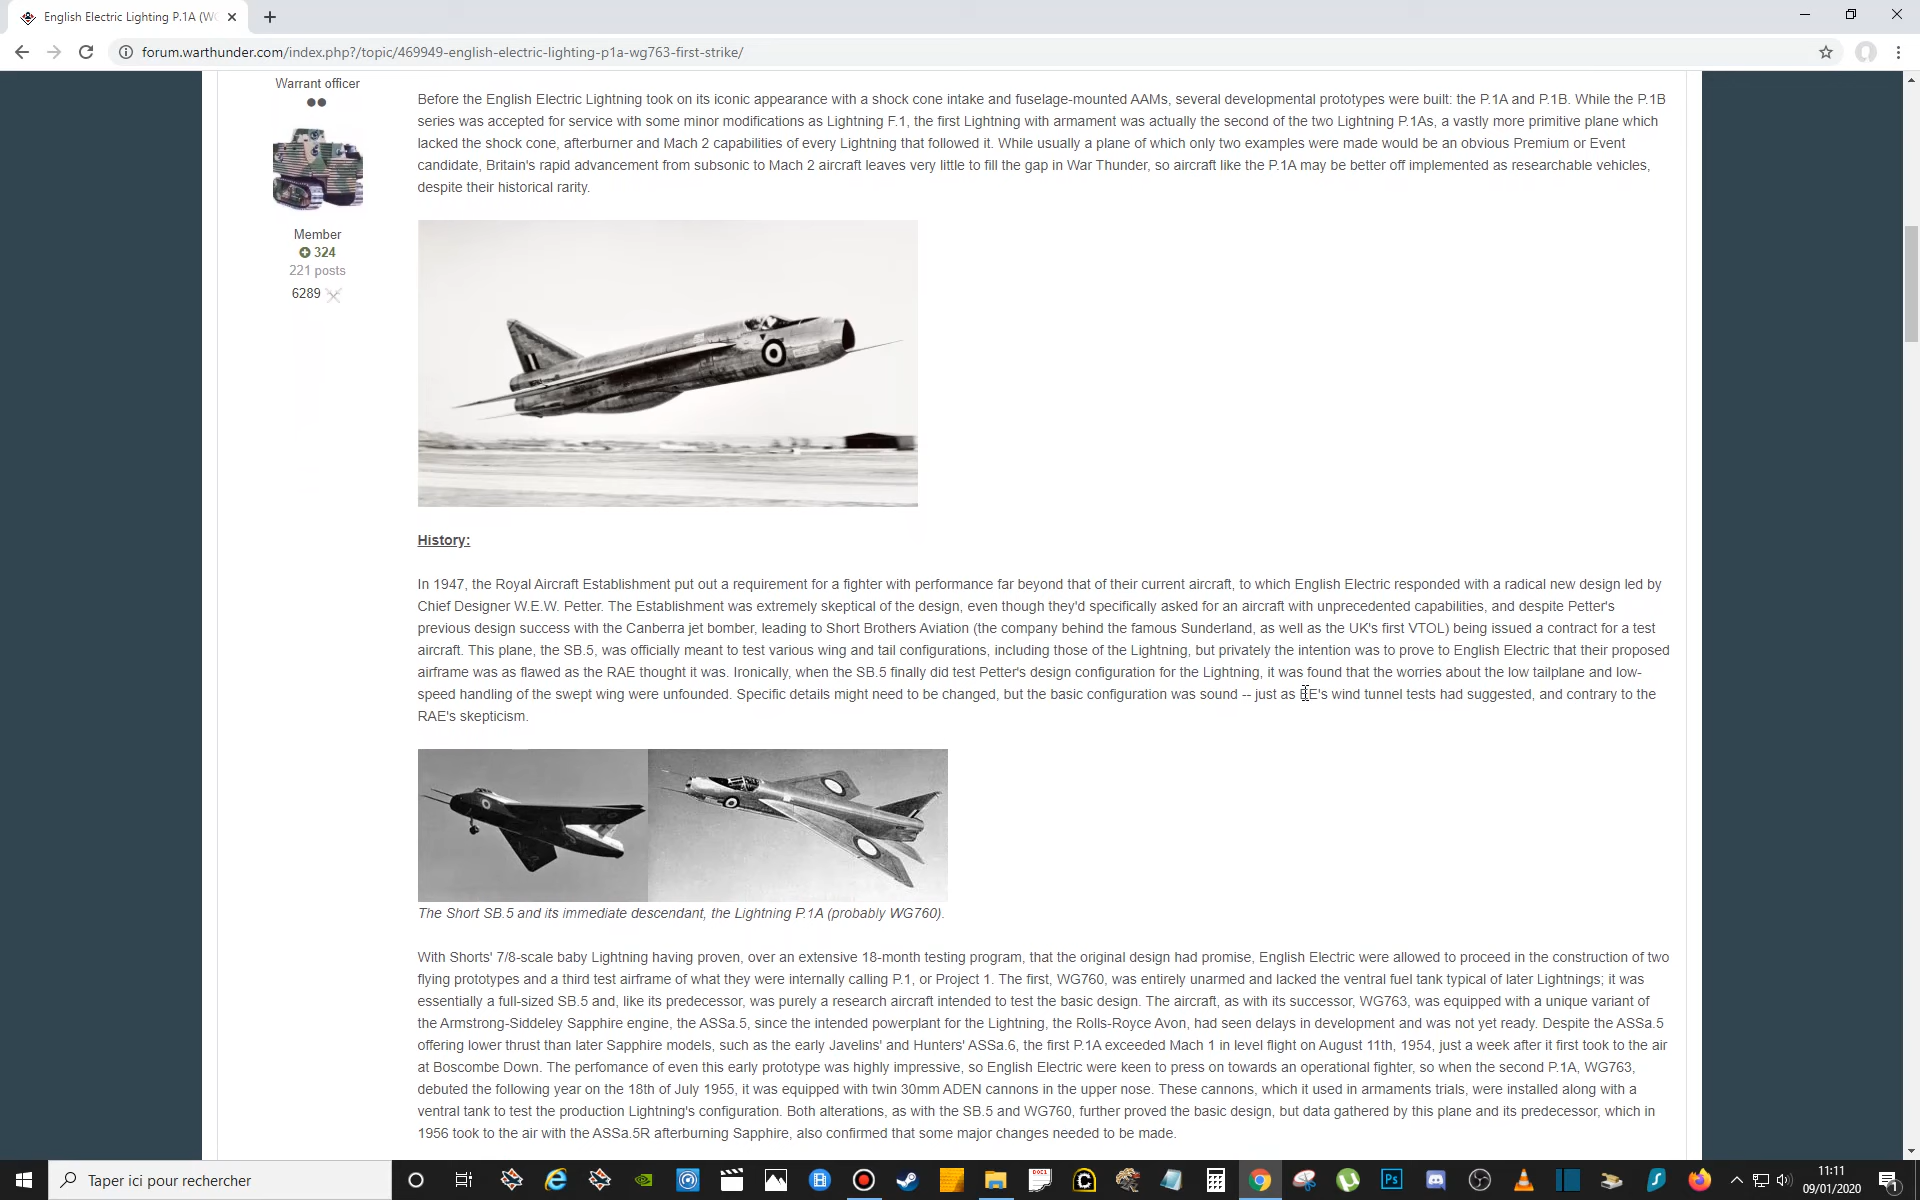 English Electric Lighting P.1A (WG
forum.warthunder.com/index.php?/topic/469949-english-electric-lighting-p1a-wg763-first-strike/
Warrant officer
Member
324
221 posts
6289
Before the English Electric Lightning took on its iconic appearance with a shock cone intake and fuselage-mounted AAMs, several developmental prototypes were built: the P.1A and P.1B. While the P.1B
series was accepted for service with some minor modifications as Lightning F.1, the first Lightning with armament was actually the second of the two Lightning P.1As, a vastly more primitive plane which
lacked the shock cone, afterburner and Mach 2 capabilities of every Lightning that followed it. While usually a plane of which only two examples were made would be an obvious Premium or Event
candidate, Britain's rapid advancement from subsonic to Mach 2 aircraft leaves very little to fill the gap in War Thunder, so aircraft like the P.1A may be better off implemented as researchable vehicles,
despite their historical rarity.
History:
In 1947, the Royal Aircraft Establishment put out a requirement for a fighter with performance far beyond that of their current aircraft, to which English Electric responded with a radical new design led by
Chief Designer W.E.W. Petter. The Establishment was extremely skeptical of the design, even though they'd specifically asked for an aircraft with unprecedented capabilities, and despite Petter's
previous design success with the Canberra jet bomber, leading to Short Brothers Aviation (the company behind the famous Sunderland, as well as the UK's first VTOL) being issued a contract for a test
aircraft. This plane, the SB.5, was officially meant to test various wing and tail configurations, including those of the Lightning, but privately the intention was to prove to English Electric that their proposed
airframe was as flawed as the RAE thought it was. Ironically, when the SB.5 finally did test Petter's design configuration for the Lightning, it was found that the worries about the low tailplane and low-
speed handling of the swept wing were unfounded. Specific details might need to be changed, but the basic configuration was sound -- just as EE's wind tunnel tests had suggested, and contrary to the
RAE's skepticism.
The Short SB.5 and its immediate descendant, the Lightning P.1A (probably WG760).
With Shorts' 7/8-scale baby Lightning having proven, over an extensive 18-month testing program, that the original design had promise, English Electric were allowed to proceed in the construction of two
flying prototypes and a third test airframe of what they were internally calling P.1, or Project 1. The first, WG760, was entirely unarmed and lacked the ventral fuel tank typical of later Lightnings; it was
essentially a full-sized SB.5 and, like its predecessor, was purely a research aircraft intended to test the basic design. The aircraft, as with its successor, WG763, was equipped with a unique variant of
the Armstrong-Siddeley Sapphire engine, the ASSa.5, since the intended powerplant for the Lightning, the Rolls-Royce Avon, had seen delays in development and was not yet ready. Despite the ASSa.5
offering lower thrust than later Sapphire models, such as the early Javelins' and Hunters' ASSa.6, the first P.1A exceeded Mach 1 in level flight on August 11th, 1954, just a week after it first took to the air
at Boscombe Down. The perfomance of even this early prototype was highly impressive, so English Electric were keen to press on towards an operational fighter, so when the second P.1A, WG763,
debuted the following year on the 18th of July 1955, it was equipped with twin 30mm ADEN cannons in the upper nose. These cannons, which it used in armaments trials, were installed along with a
ventral tank to test the production Lightning's configuration. Both alterations, as with the SB.5 and WG760, further proved the basic design, but data gathered by this plane and its predecessor, which in
1956 took to the air with the ASSa.5R afterburning Sapphire, also confirmed that some major changes needed to be made.
Taper ici pour rechercher
Ps
11:11
09/01/2020
1